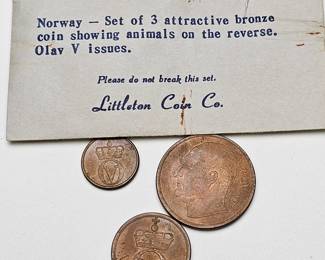 Norway — Set of 3 attractive bronze
coin showing animals on the reverse.
Olav V issues.
Please do not break this set.
Littleton Coin Co.